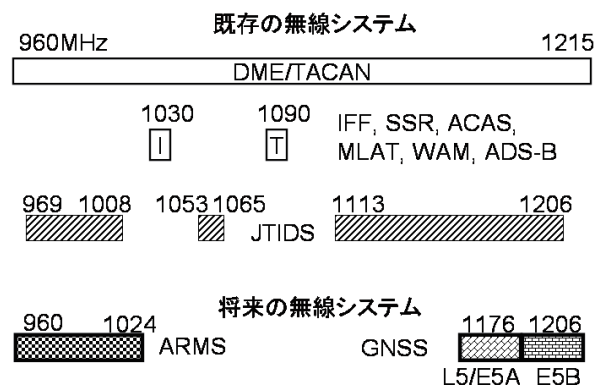 既存の無線システム
960MHz 1215
DME/TACAN
1030 1090
I T
IFF, SSR, ACAS,
MLAT, WAM, ADS-B
969 1008 1053 1065 1113 1206
JTIDS
将来の無線システム
960 1024 ARMS GNSS 1176 1206
L5/E5A E5B